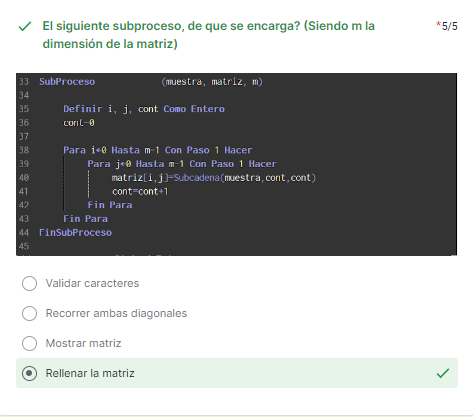 El siguiente subproceso, de que se encarga? (Siendo m la *5/5
dimensión de la matriz)
33 SubProceso (muestra, matriz, m)
34
35 Definir i, j, cont Como Entero
36 cont=0
37
38 Para i←0 Hasta m-1 Con Paso 1 Hacer
39 Para j←0 Hasta m-1 Con Paso 1 Hacer
40 matriz[i,j]=Subcadena(muestra,cont,cont)
41 cont=cont+1
42 Fin Para
43 Fin Para
44 FinSubProceso
45
Validar caracteres
Recorrer ambas diagonales
Mostrar matriz
Rellenar la matriz